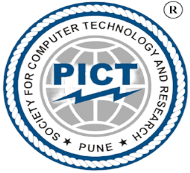 ®
SOCIETY FOR COMPUTER TECHNOLOGY AND RESEARCH
PICT
PUNE